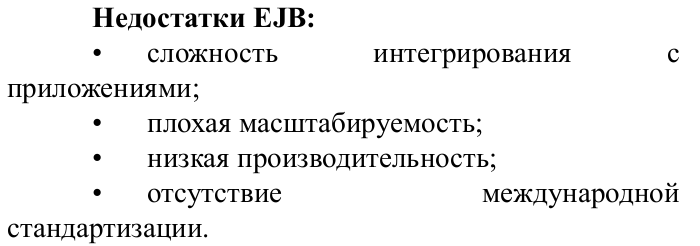 Недостатки EJB:
• сложность интегрирования с
приложениями;
• плохая масштабируемость;
• низкая производительность;
• отсутствие международной
стандартизации.